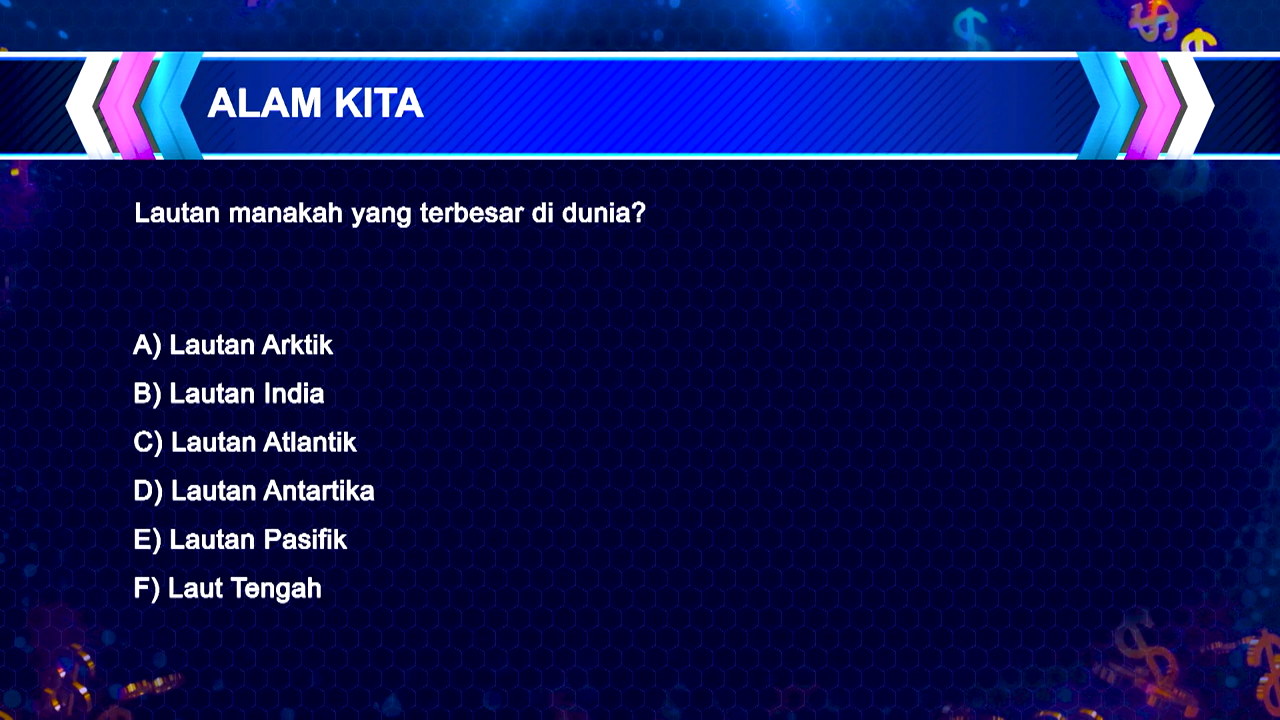 ALAM KITA
Lautan manakah yang terbesar di dunia?
A) Lautan Arktik
B) Lautan India
C) Lautan Atlantik
D) Lautan Antartika
E) Lautan Pasifik
F) Laut Tengah